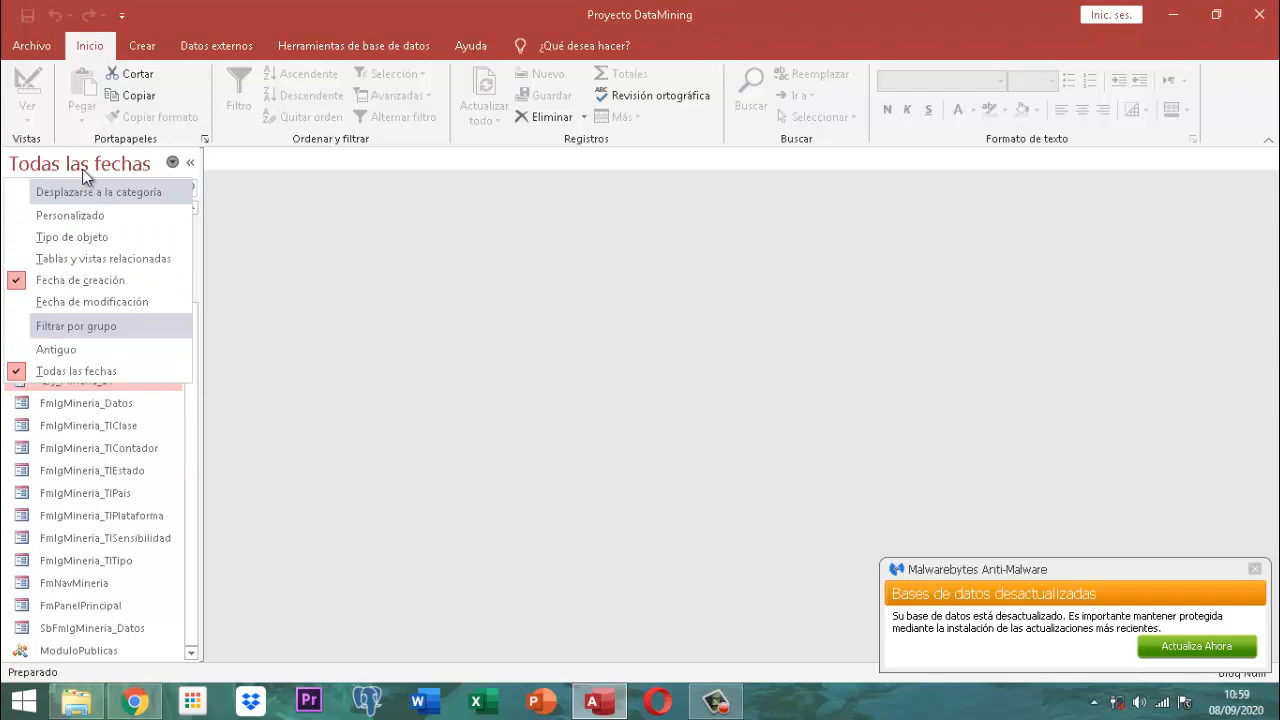 Proyecto DataMining
Inic. ses.
Archivo
Inicio
Crear
Datos externos
Herramientas de base de datos
Ayuda
¿Qué desea hacer?
Ver
Vistas
Pegar
Cortar
Copiar
Copiar formato
Portapapeles
Filtro
Ascendente
Descendente
Quitar orden
Selección
Avanzadas
Alternar Filtro
Ordenar y filtrar
Actualizar
todo
Nuevo
Guardar
Eliminar
Totales
Revisión ortográfica
Más
Registros
Buscar
Reemplazar
Ir a
Seleccionar
Buscar
N K S
A
Formato de texto
Todas las fechas
Desplazarse a la categoría
Personalizado
Tipo de objeto
Tablas y vistas relacionadas
Fecha de creación
Fecha de modificación
Filtrar por grupo
Antiguo
Todas las fechas
FmIgMineria_Datos
FmIgMineria_TIClase
FmIgMineria_TIContador
FmIgMineria_TIEstado
FmIgMineria_TIPais
FmIgMineria_TIPlataforma
FmIgMineria_TISensibilidad
FmIgMineria_TITipo
FmNavMineria
FmPanelPrincipal
SbFmIgMineria_Datos
ModuloPublicas
Malwarebytes Anti-Malware
Bases de datos desactualizadas
Su base de datos está desactualizado. Es importante mantener protegida
mediante la instalación de las actualizaciones más recientes.
Actualiza Ahora
Preparado
Bloq Núm
Pr
10:59
08/09/2020